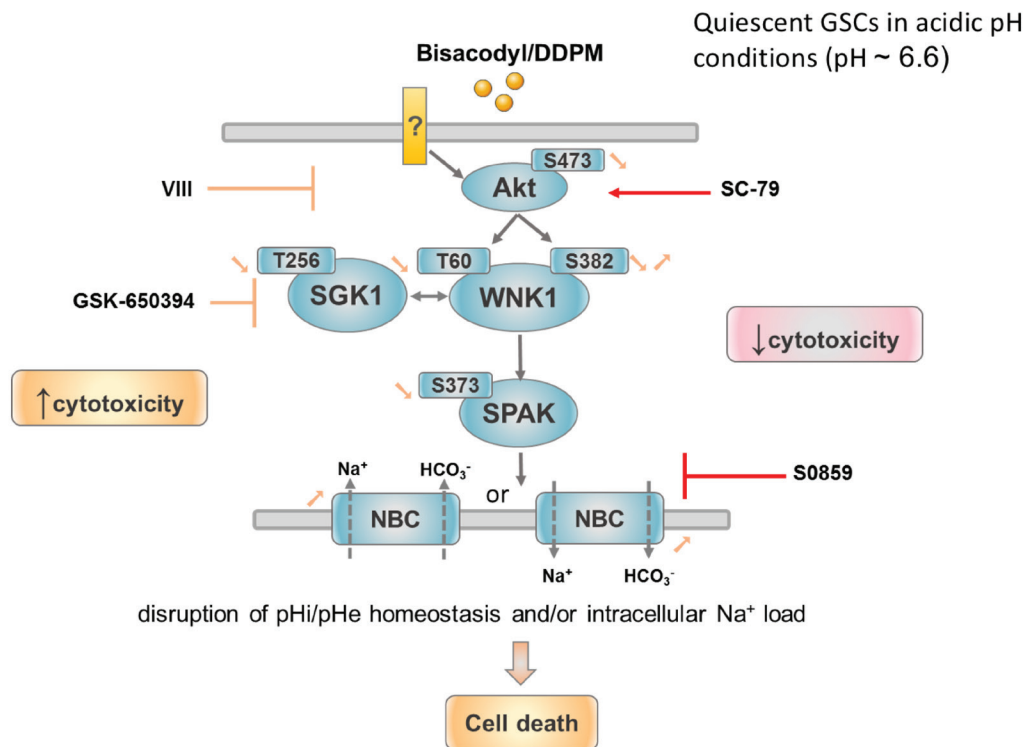 Quiescent GSCs in acidic pH
conditions (pH ~ 6.6)
Bisacodyl/DDPM
?
S473
Akt
VIII
SC-79
T256
T60
S382
SGK1
WNK1
GSK-650394
↓cytotoxicity
↑cytotoxicity
S373
SPAK
Na⁺
HCO₃⁻
or
S0859
NBC
NBC
Na⁺
HCO₃⁻
disruption of pHi/pHe homeostasis and/or intracellular Na⁺ load
Cell death